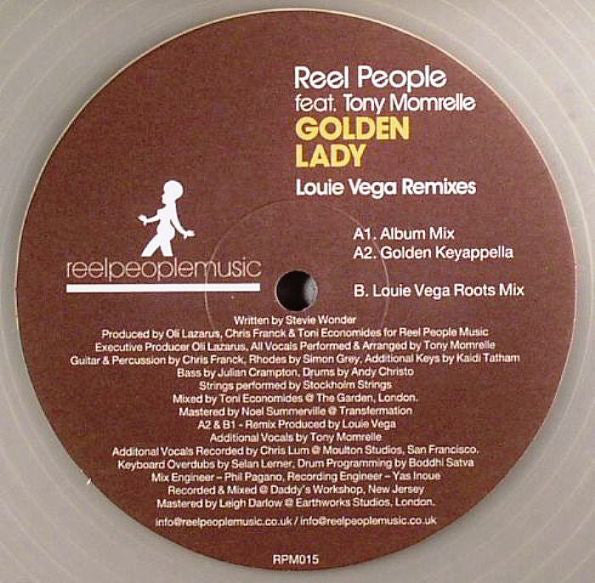 Reel People
feat. Tony Momrelle
GOLDEN
LADY
Louie Vega Remixes
A1. Album Mix
A2. Golden Keyappella
B. Louie Vega Roots Mix
reelpeoplemusic
Written by Stevie Wonder
Produced by Oli Lazarus, Chris Franck & Toni Economides for Reel People Music
Executive Producer Oli Lazarus, All Vocals Performed & Arranged by Tony Momrelle
Guitar & Percussion by Chris Franck, Rhodes by Simon Grey, Additional Keys by Kaidi Tatham
Bass by Julian Crampton, Drums by Andy Christo
Strings performed by Stockholm Strings
Mixed by Toni Economides @ The Garden, London.
Mastered by Noel Summerville @ Transfermation
A2 & B1 - Remix Produced by Louie Vega
Additional Vocals by Tony Momrelle
Additonal Vocals Recorded by Chris Lum @ Moulton Studios, San Francisco.
Keyboard Overdubs by Selan Lerner, Drum Programming by Boddhi Satva
Mix Engineer – Phil Pagano, Recording Engineer – Yas Inoue
Recorded & Mixed @ Daddy's Workshop, New Jersey
Mastered by Leigh Darlow @ Earthworks Studios, London.
info@reelpeoplemusic.co.uk / info@reelpeoplemusic.co.uk
RPM015